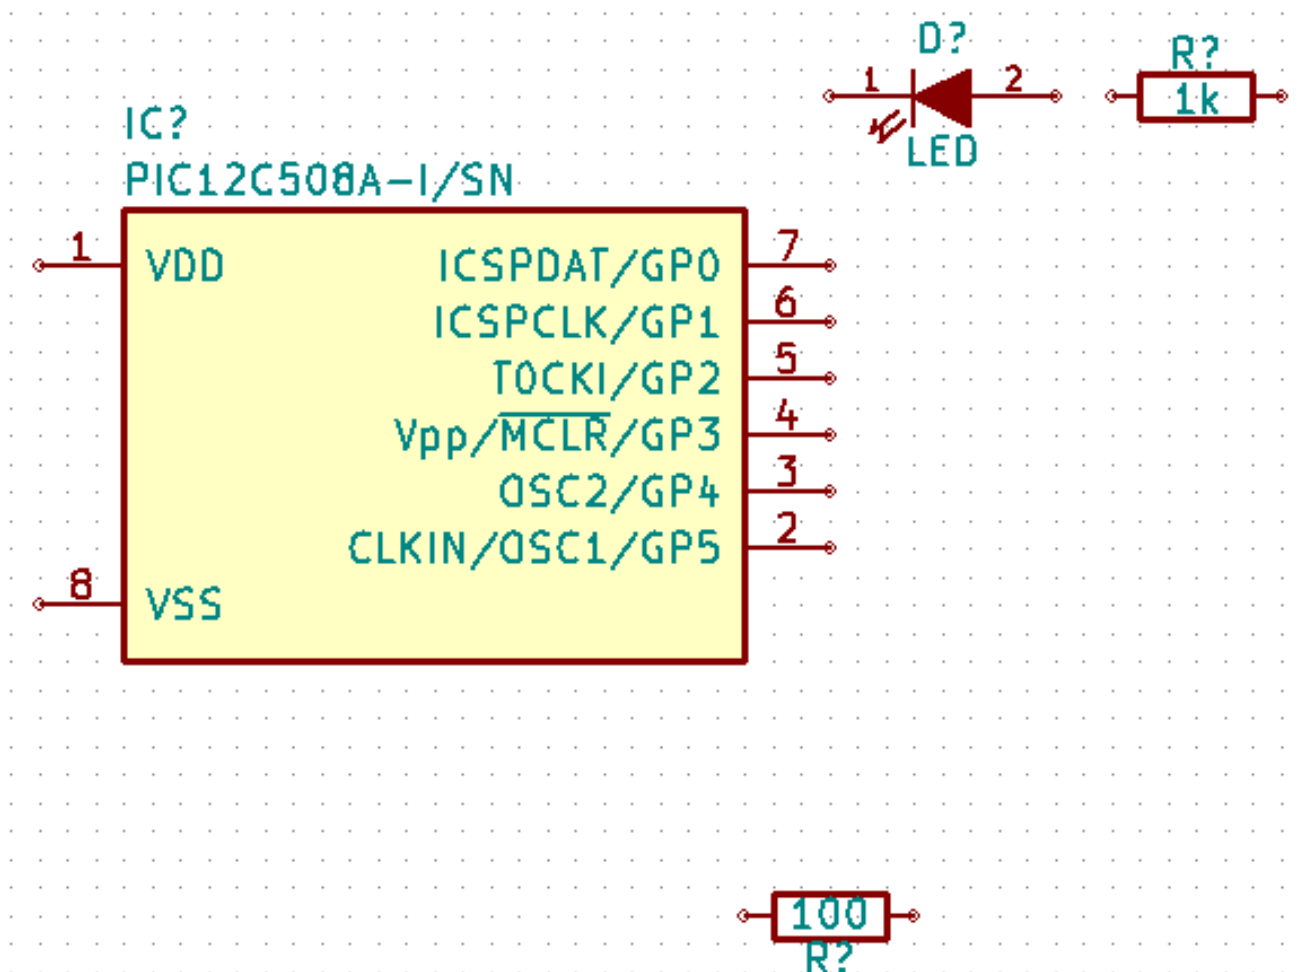 D?
1
2
LED
R?
1k
IC?
PIC12C508A-I/SN
1
VDD
ICSPDAT/GP0
7
ICSPCLK/GP1
6
T0CKI/GP2
5
Vpp/MCLR/GP3
4
OSC2/GP4
3
CLKIN/OSC1/GP5
2
8
VSS
100
R?